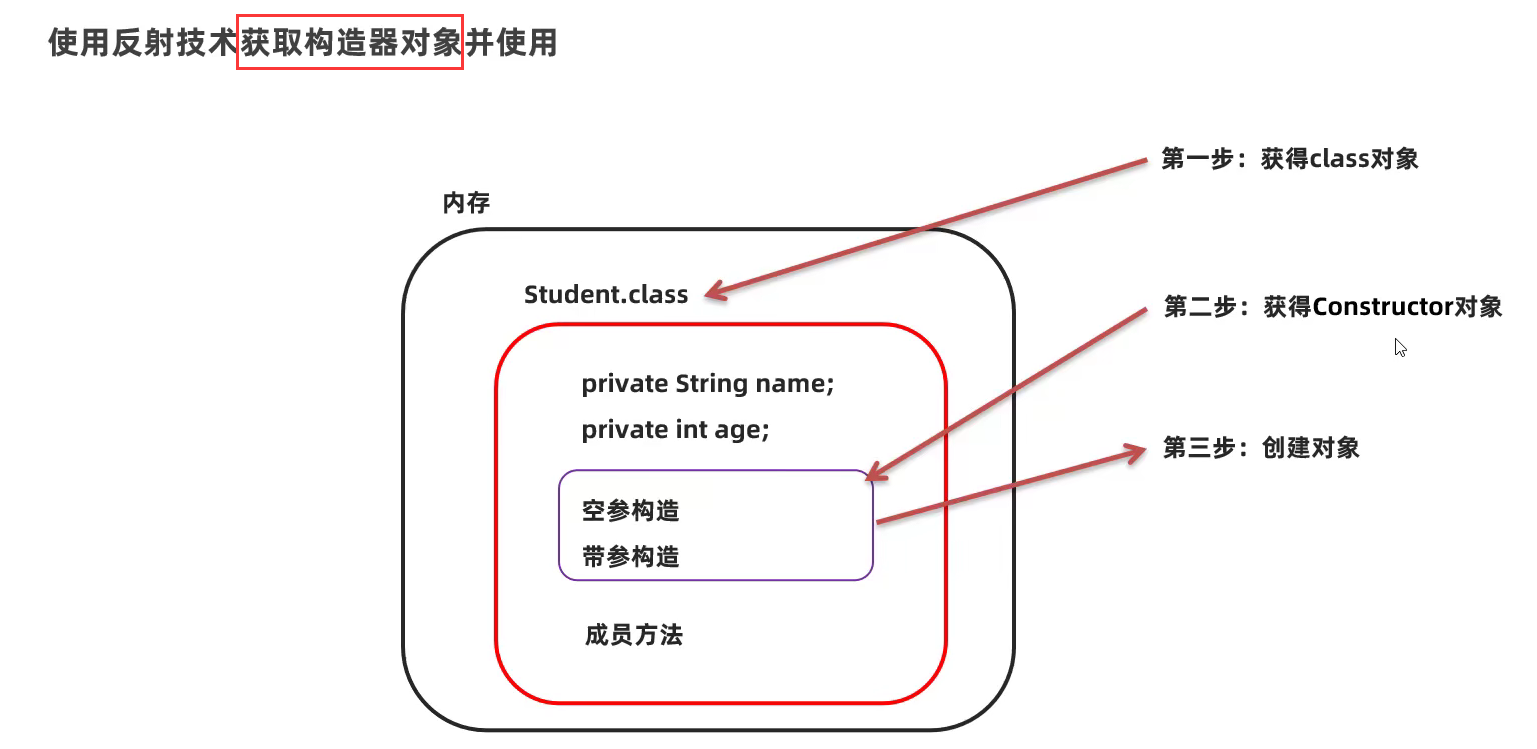 使用反射技术获取构造器对象并使用
第一步：获得class对象
内存
Student.class
第二步：获得Constructor对象
private String name;
private int age;
第三步：创建对象
空参构造
带参构造
成员方法